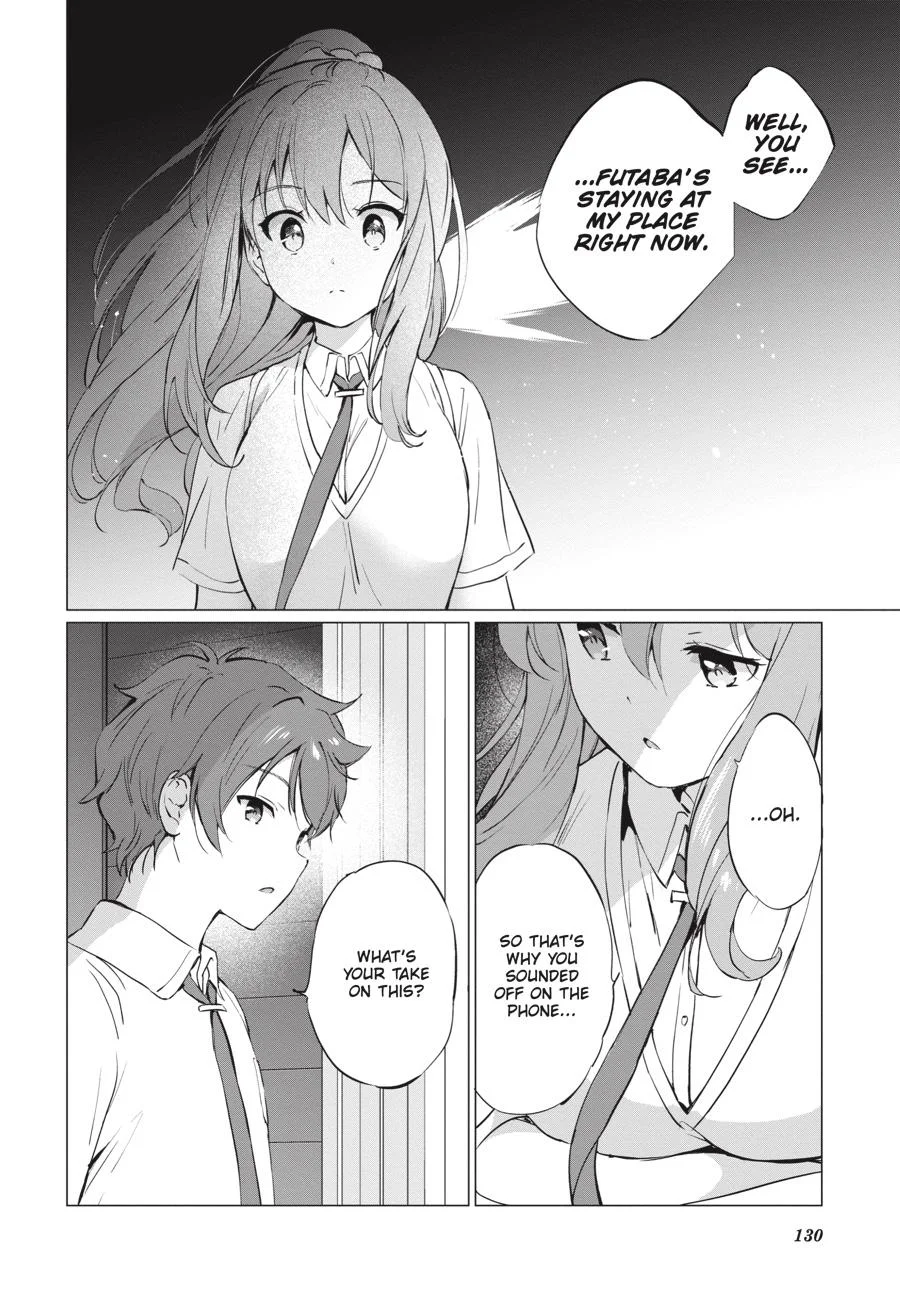 WELL,
YOU
SEE...
...FUTABA'S
STAYING AT
MY PLACE
RIGHT NOW.
...OH.
SO THAT'S
WHY YOU
SOUNDED
OFF ON THE
PHONE...
WHAT'S
YOUR TAKE
ON THIS?
130